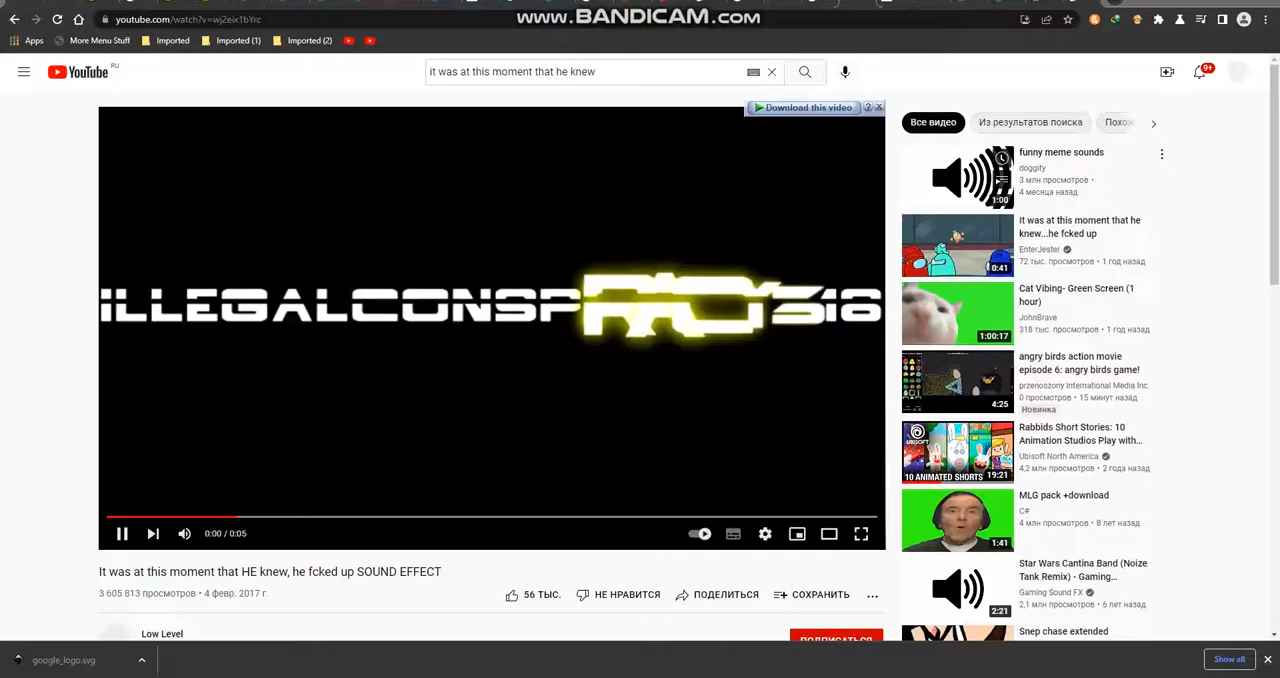 www.BANDICAM.com
youtube.com/watch?v=wj2eix1bYrc
Apps
More Menu Stuff
Imported
Imported (1)
Imported (2)
YouTube RU
it was at this moment that he knew
9+
Download this video ? X
ILLEGALCONSPIRACY318
0:00 / 0:05
It was at this moment that HE knew, he fcked up SOUND EFFECT
3 605 813 просмотров • 4 февр. 2017 г.
56 ТЫС.
НЕ НРАВИТСЯ
ПОДЕЛИТЬСЯ
СОХРАНИТЬ
Low Level
ПОДПИСАТЬСЯ
Все видео
Из результатов поиска
Похож
funny meme sounds
doggity
3 млн просмотров •
4 месяца назад
1:00
It was at this moment that he
knew...he fcked up
EnterJester
72 тыс. просмотров • 1 год назад
0:41
Cat Vibing- Green Screen (1
hour)
JohnBrave
318 тыс. просмотров • 1 год назад
1:00:17
angry birds action movie
episode 6: angry birds game!
przenoszony International Media Inc.
0 просмотров • 15 минут назад
Новинка
4:25
Rabbids Short Stories: 10
Animation Studios Play with...
Ubisoft North America
4,2 млн просмотров • 2 года назад
UBISOFT
10 ANIMATED SHORTS
19:21
MLG pack +download
C#
4 млн просмотров • 8 лет назад
1:41
Star Wars Cantina Band (Noize
Tank Remix) - Gaming...
Gaming Sound FX
2,1 млн просмотров • 6 лет назад
2:21
Snep chase extended
google_logo.svg
Show all